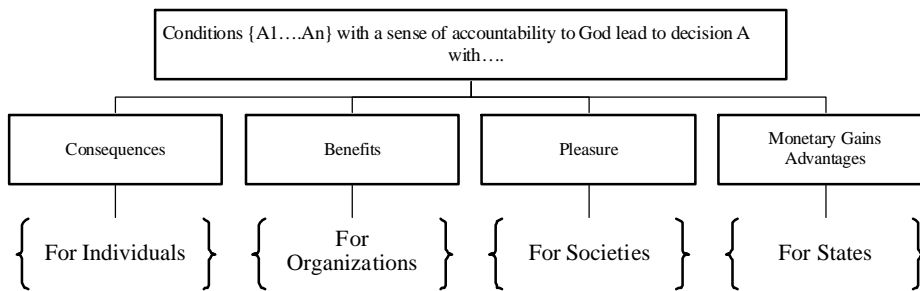 Conditions {A1….An} with a sense of accountability to God lead to decision A
with….
Consequences
Benefits
Pleasure
Monetary Gains
Advantages
For Individuals
For
Organizations
For Societies
For States